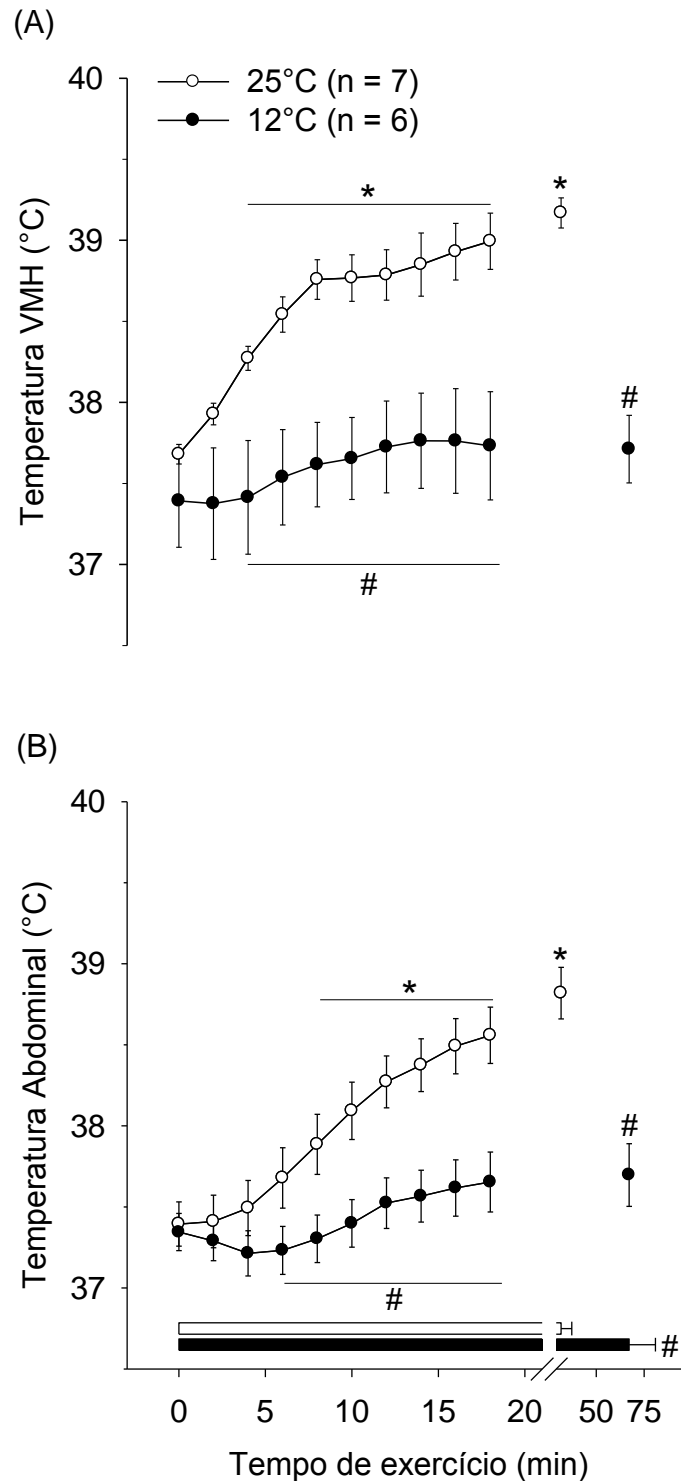 (A)
40
25°C (n = 7)
12°C (n = 6)
*
*
39
38
#
37
#
Temperatura VMH (°C)
(B)
40
39
*
*
38
#
37
#
#
Temperatura Abdominal (°C)
0 5 10 15 20 50 75
Tempo de exercício (min)